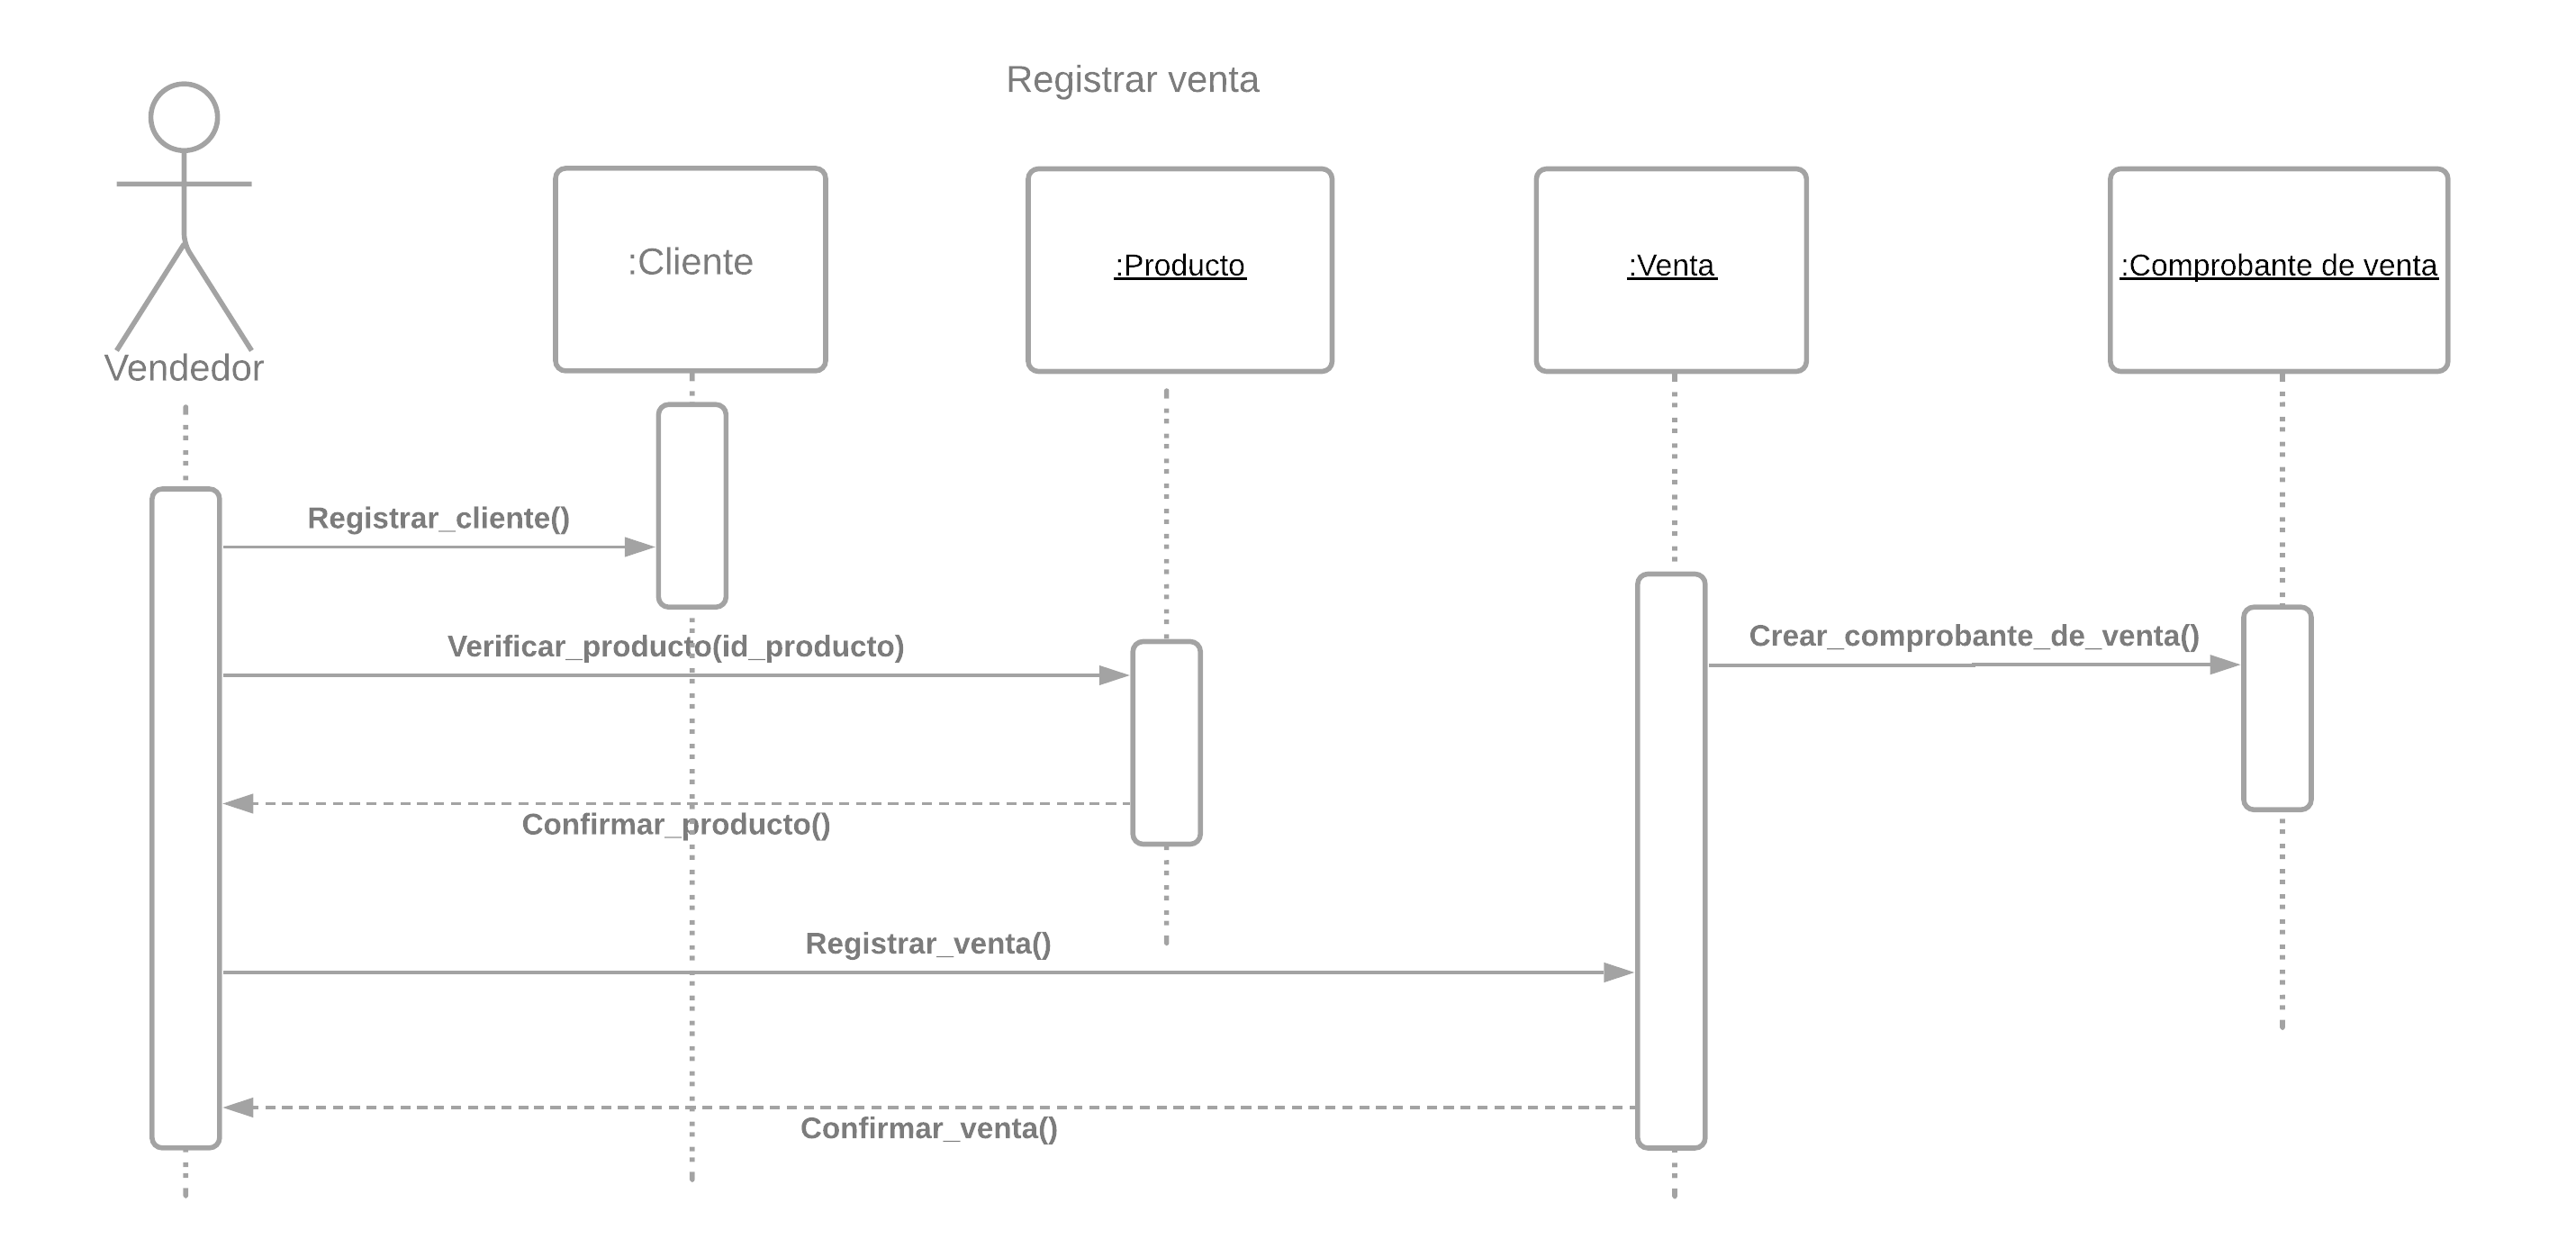 Registrar venta
Vendedor
:Cliente
:Producto
:Venta
:Comprobante de venta
Registrar_cliente()
Verificar_producto(id_producto)
Crear_comprobante_de_venta()
Confirmar_producto()
Registrar_venta()
Confirmar_venta()